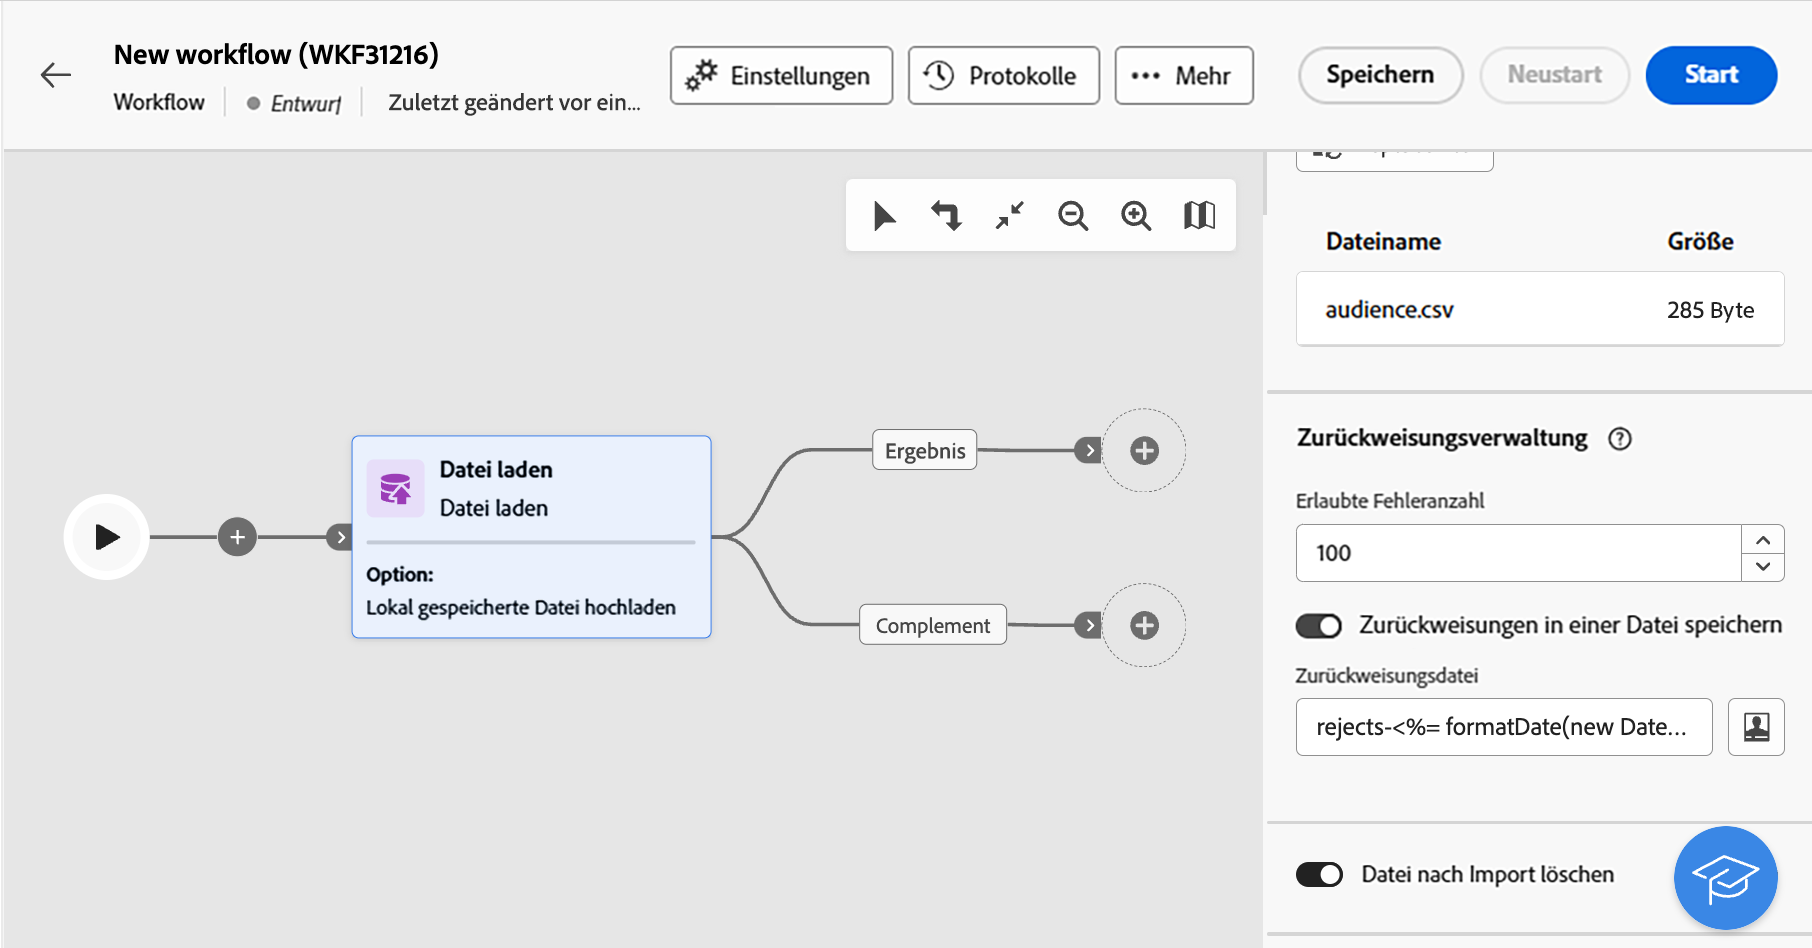 New workflow (WKF31216)
Workflow
Entwurf
Zuletzt geändert vor ein...
Einstellungen
Protokolle
Mehr
Speichern
Neustart
Start
Dateiname
Größe
audience.csv
285 Byte
Datei laden
Datei laden
Option:
Lokal gespeicherte Datei hochladen
Ergebnis
Complement
Zurückweisungsverwaltung
Erlaubte Fehleranzahl
100
Zurückweisungen in einer Datei speichern
Zurückweisungsdatei
rejects-<%= formatDate(new Date...
Datei nach Import löschen